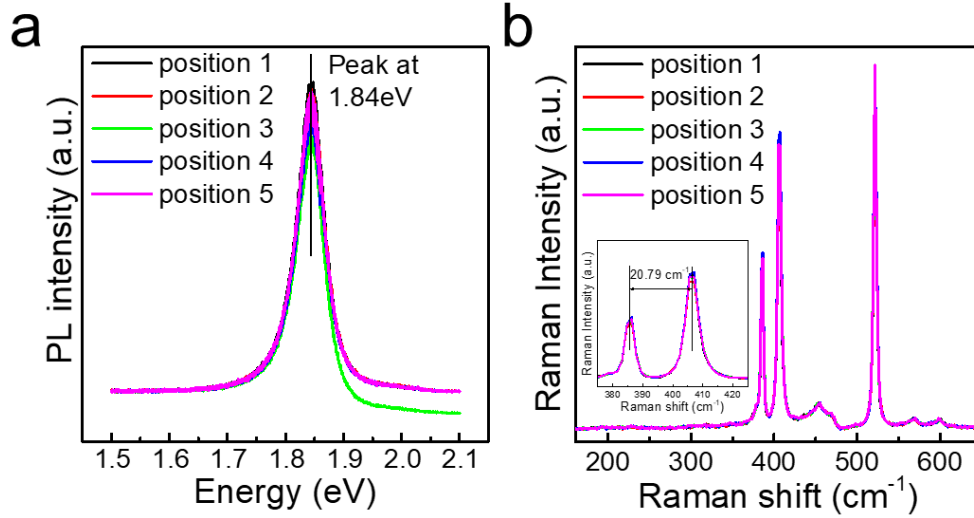 a
PL intensity (a.u.)
position 1
position 2
position 3
position 4
position 5
Peak at
1.84eV
1.5 1.6 1.7 1.8 1.9 2.0 2.1
Energy (eV)
b
Raman Intensity (a.u.)
position 1
position 2
position 3
position 4
position 5
Raman Intensity (a.u.)
20.79 cm⁻¹
380 390 400 410 420
Raman shift (cm⁻¹)
200 300 400 500 600
Raman shift (cm⁻¹)